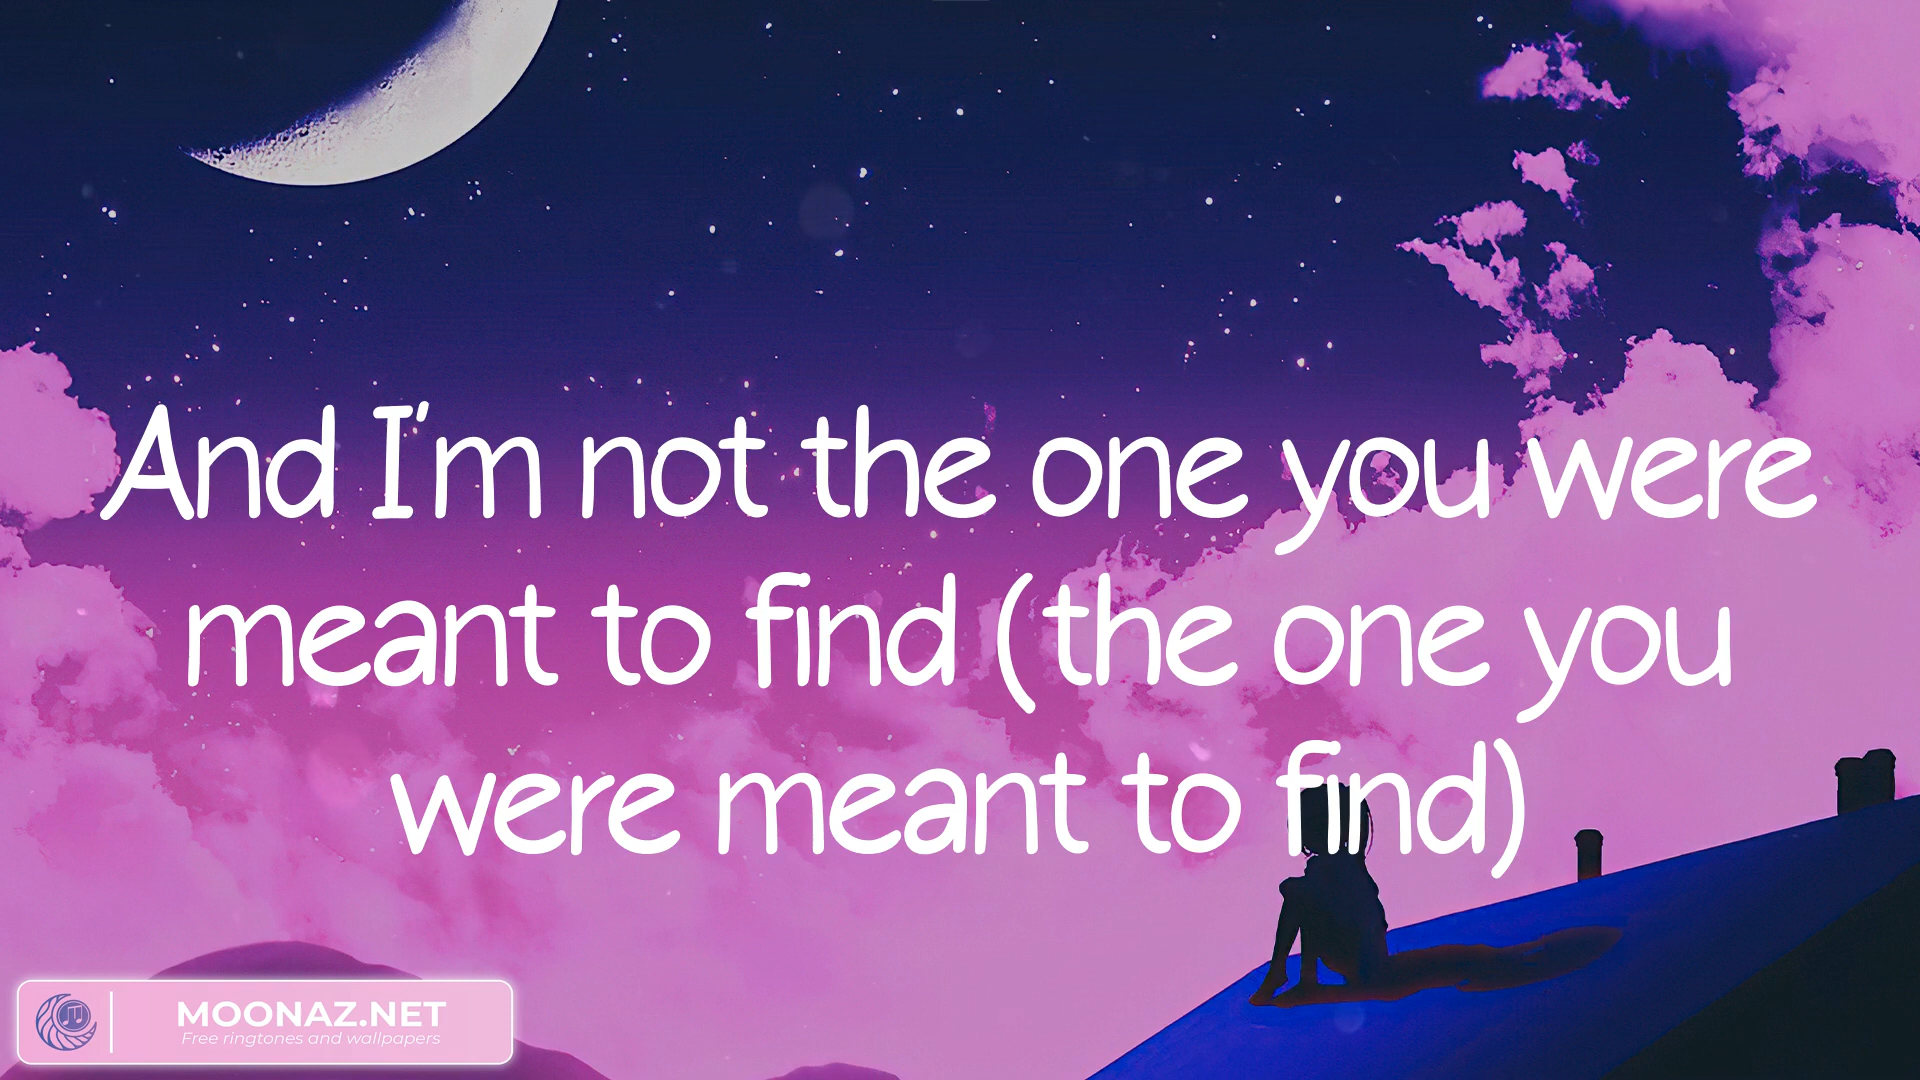 And I'm not the one you were
meant to find (the one you
were meant to find)
MOONAZ.NET
Free ringtones and wallpapers